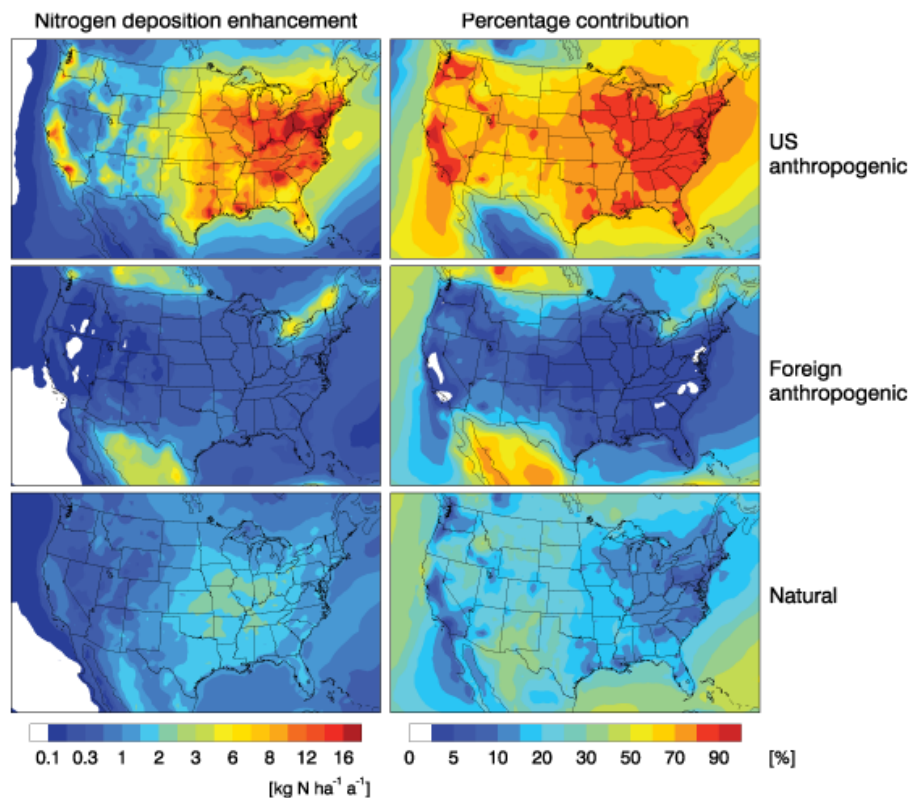 Nitrogen deposition enhancement Percentage contribution
US
anthropogenic
Foreign
anthropogenic
Natural
0.1 0.3 1 2 3 6 8 12 16 0 5 10 20 30 50 70 90 [%]
[kg N ha⁻¹ a⁻¹]